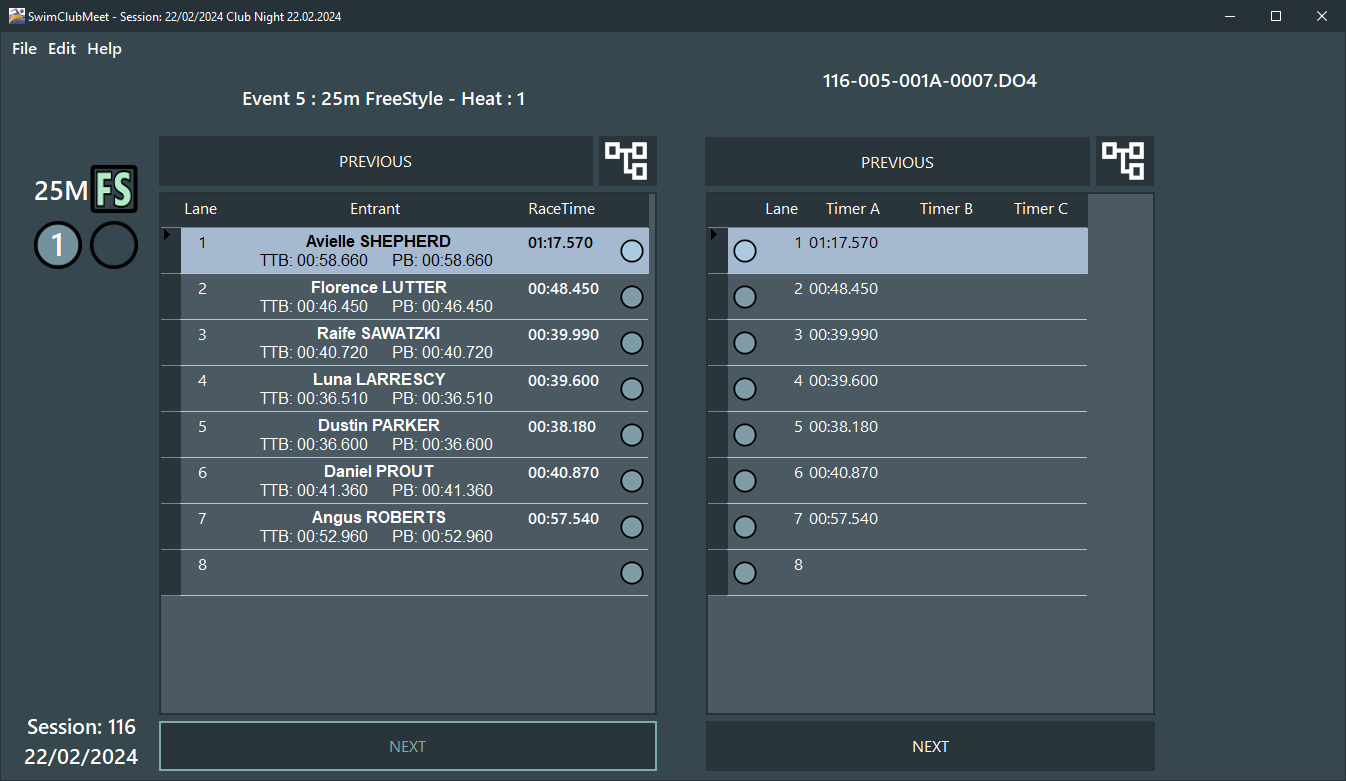 SwimClubMeet - Session: 22/02/2024 Club Night 22.02.2024
File Edit Help
116-005-001A-0007.DO4
Event 5 : 25m FreeStyle - Heat : 1
25M FS
1
PREVIOUS
Lane Entrant RaceTime
1 Avielle SHEPHERD 01:17.570
TTB: 00:58.660 PB: 00:58.660
2 Florence LUTTER 00:48.450
TTB: 00:46.450 PB: 00:46.450
3 Raife SAWATZKI 00:39.990
TTB: 00:40.720 PB: 00:40.720
4 Luna LARRESCY 00:39.600
TTB: 00:36.510 PB: 00:36.510
5 Dustin PARKER 00:38.180
TTB: 00:36.600 PB: 00:36.600
6 Daniel PROUT 00:40.870
TTB: 00:41.360 PB: 00:41.360
7 Angus ROBERTS 00:57.540
TTB: 00:52.960 PB: 00:52.960
8
NEXT
PREVIOUS
Lane Timer A Timer B Timer C
1 01:17.570
2 00:48.450
3 00:39.990
4 00:39.600
5 00:38.180
6 00:40.870
7 00:57.540
8
NEXT
Session: 116
22/02/2024